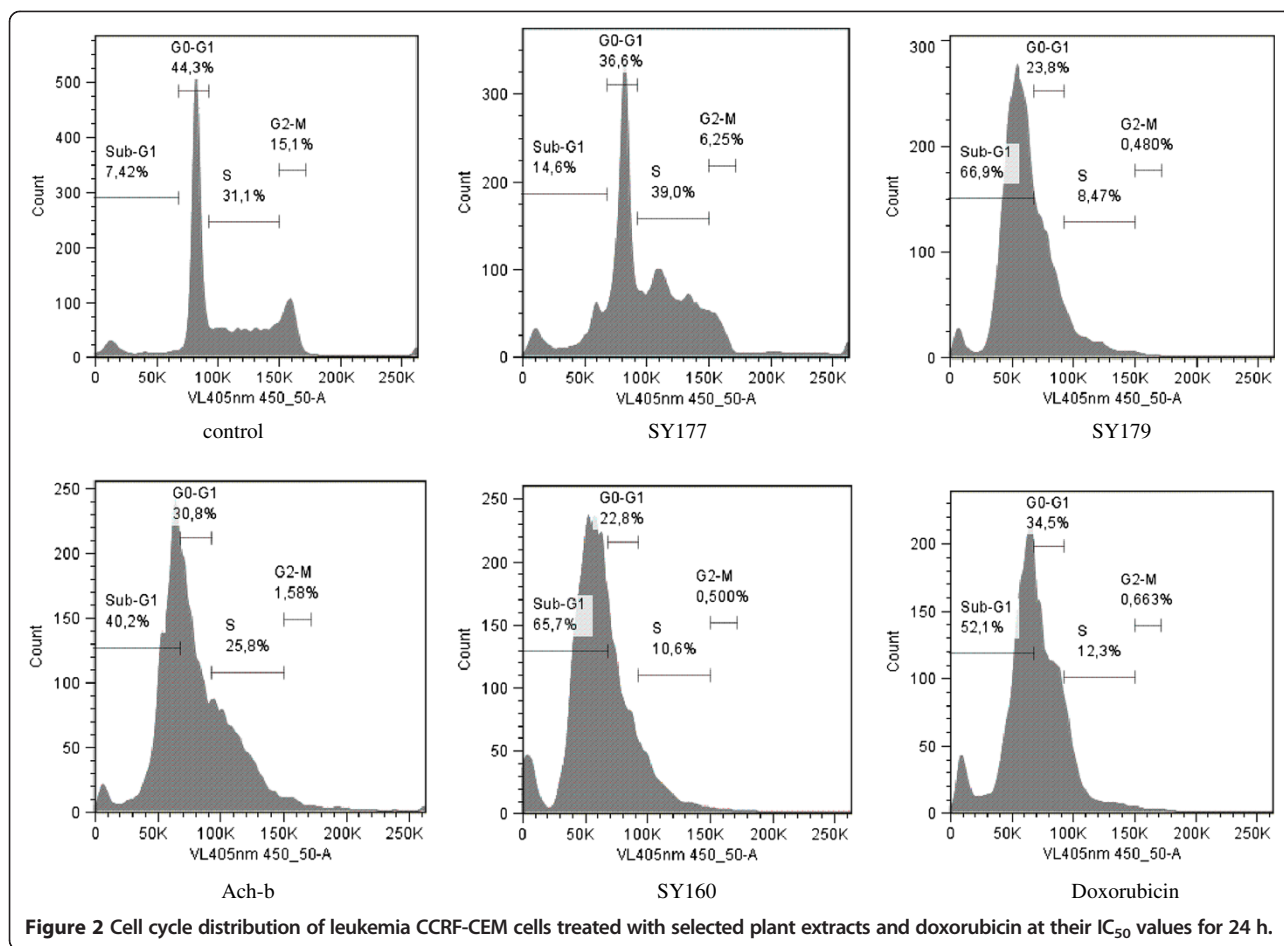 G0-G1
44,3%
G2-M
15,1%
Sub-G1
7,42%
S
31,1%
500
400
300
200
100
0
Count
0 50K 100K 150K 200K 250K
VL405nm 450_50-A
control
G0-G1
36,6%
G2-M
6,25%
Sub-G1
14,6%
S
39,0%
300
200
100
0
Count
0 50K 100K 150K 200K 250K
VL405nm 450_50-A
SY177
G0-G1
23,8%
G2-M
0,480%
Sub-G1
66,9%
S
8,47%
300
200
100
0
Count
0 50K 100K 150K 200K 250K
VL405nm 450_50-A
SY179
G0-G1
30,8%
G2-M
1,58%
Sub-G1
40,2%
S
25,8%
250
200
150
100
50
0
Count
0 50K 100K 150K 200K 250K
VL405nm 450_50-A
Ach-b
G0-G1
22,8%
G2-M
0,500%
Sub-G1
65,7%
S
10,6%
250
200
150
100
50
0
Count
0 50K 100K 150K 200K 250K
VL405nm 450_50-A
SY160
G0-G1
34,5%
G2-M
0,663%
Sub-G1
52,1%
S
12,3%
250
200
150
100
50
0
Count
0 50K 100K 150K 200K 250K
VL405nm 450_50-A
Doxorubicin
Figure 2 Cell cycle distribution of leukemia CCRF-CEM cells treated with selected plant extracts and doxorubicin at their IC50 values for 24 h.